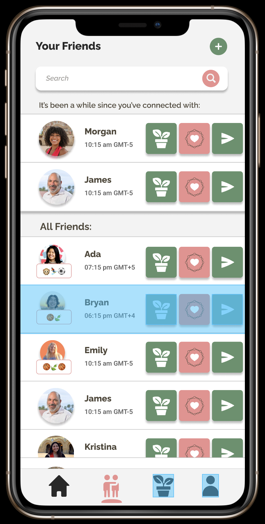 Your Friends
Search
It's been a while since you've connected with:
Morgan
10:15 am GMT-5
James
10:15 am GMT-5
All Friends:
Ada
07:15 pm GMT+5
Bryan
06:15 pm GMT+4
Emily
10:15 am GMT-5
James
10:15 am GMT-5
Kristina